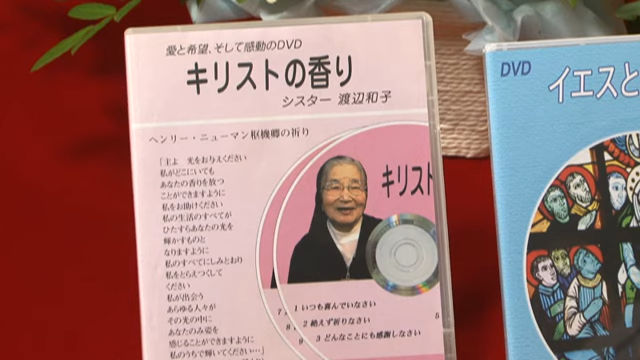 愛と希望、そして感動のDVD
キリストの香り
シスター 渡辺和子
ヘンリー・ニューマン枢機卿の祈り
「主よ 光をお与えください
私がどこにいても
あなたの香りを放つ
ことができますように
私をお助けください
私の生活のすべてが
ひたすらあなたの光を
輝かすものと
なりますように
私のすべてにしみとおり
私をとらえつくして
ください
私が出会う
あらゆる人々が
その光の中に
あなたのみ姿を
感じることができますように
私のうちで輝いてください…」
キリスト
7 1 いつも喜んでいなさい
8 2 絶えず祈りなさい
9 3 どんなことにも感謝しなさい
5
DVD
イエスと